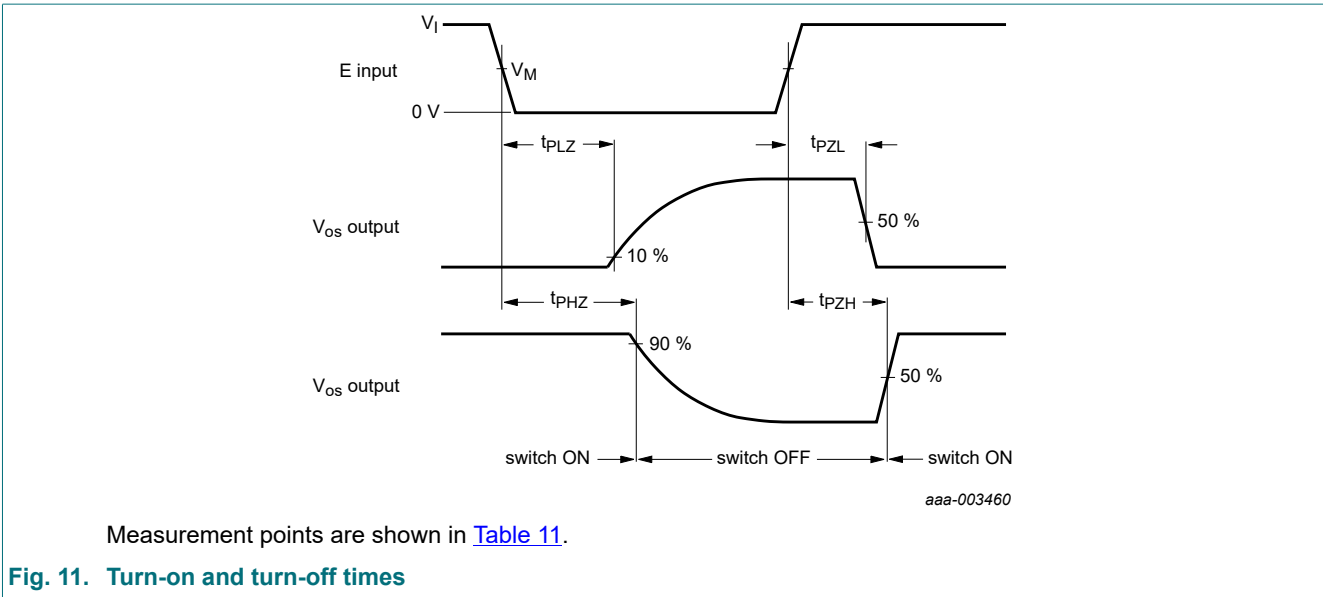 V_I
E input
V_M
0 V
t_PLZ
t_PZL
V_os output
50 %
10 %
t_PHZ
t_PZH
90 %
V_os output
50 %
switch ON
switch OFF
switch ON
aaa-003460
Measurement points are shown in Table 11.
Fig. 11. Turn-on and turn-off times